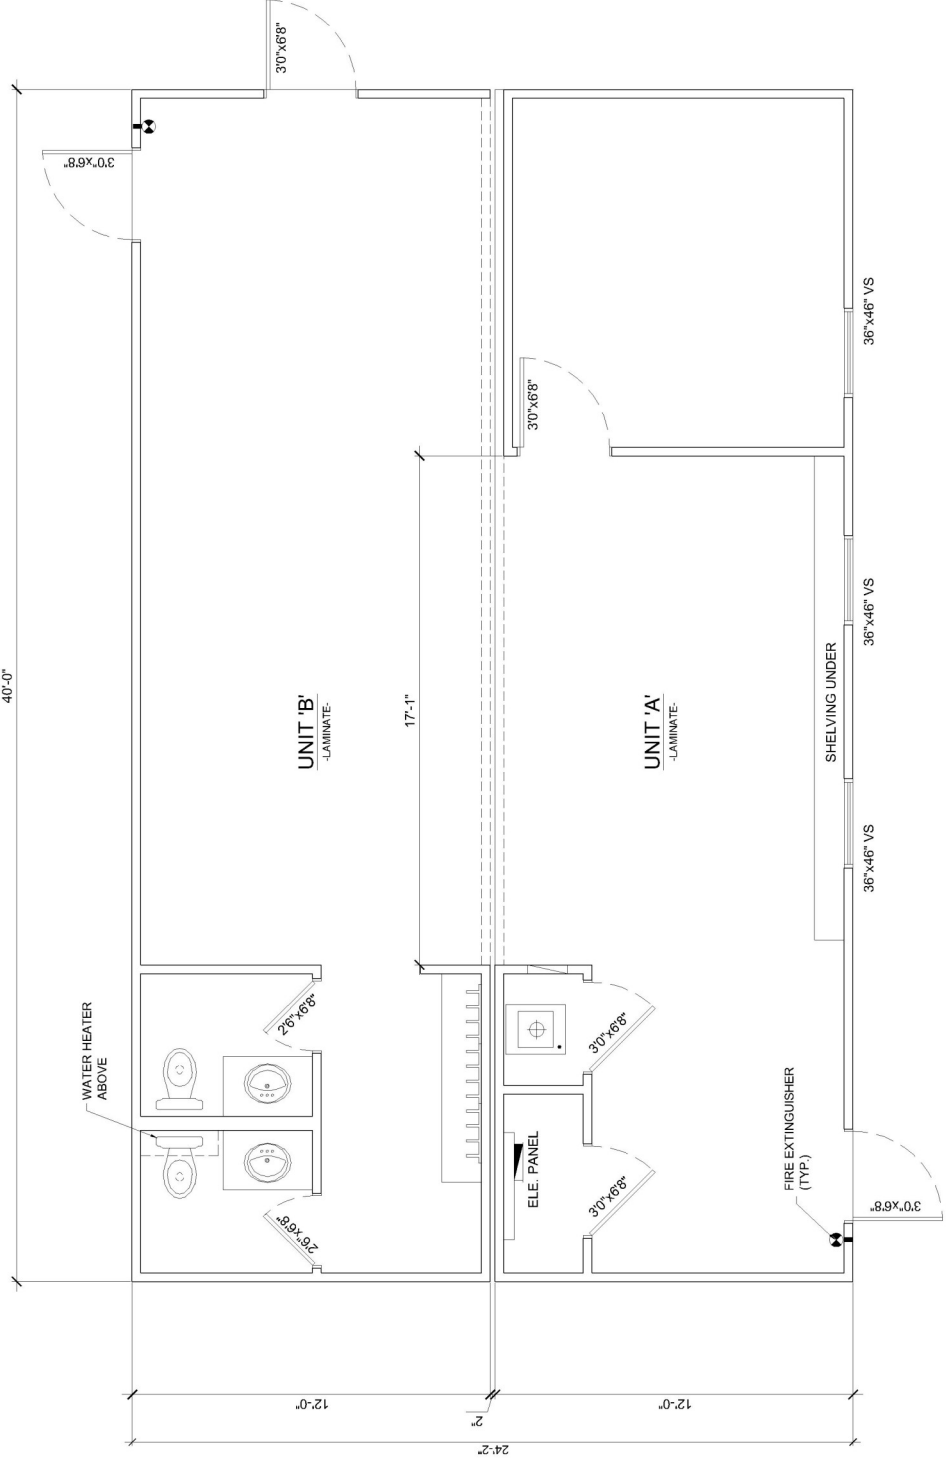 3'0"x6'8"
3'0"x6'8"
40'-0"
36"x46" VS
3'0"x6'8"
36"x46" VS
17'-1"
UNIT 'B'
-LAMINATE-
UNIT 'A'
-LAMINATE-
SHELVING UNDER
36"x46" VS
2'6"x6'8"
3'0"x6'8"
WATER HEATER
ABOVE
ELE. PANEL
FIRE EXTINGUISHER
(TYP.)
2'6"x6'8"
3'0"x6'8"
3'0"x6'8"
12'-0"
2"
12'-0"
24'-2"